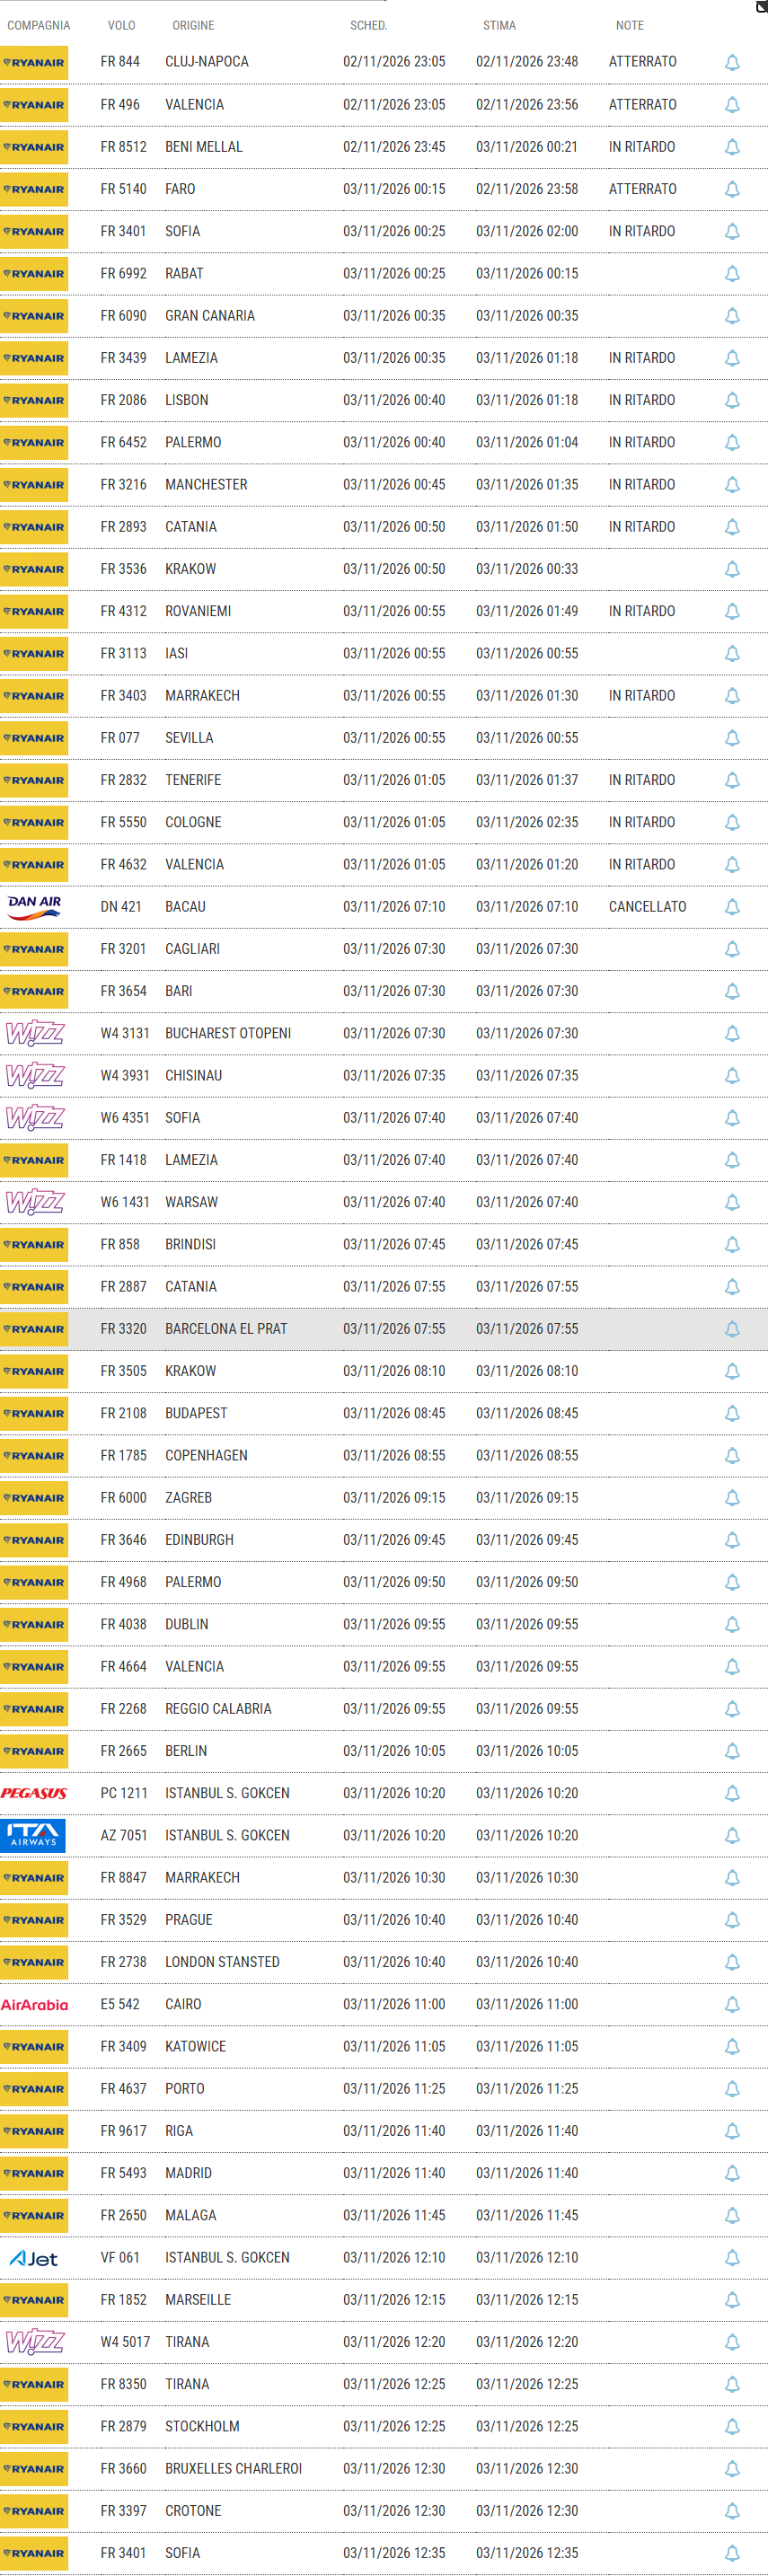 COMPAGNIA VOLO ORIGINE SCHED. STIMA NOTE
RYANAIR FR 844 CLUJ-NAPOCA 02/11/2026 23:05 02/11/2026 23:48 ATTERRATO
RYANAIR FR 496 VALENCIA 02/11/2026 23:05 02/11/2026 23:56 ATTERRATO
RYANAIR FR 8512 BENI MELLAL 02/11/2026 23:45 03/11/2026 00:21 IN RITARDO
RYANAIR FR 5140 FARO 03/11/2026 00:15 02/11/2026 23:58 ATTERRATO
RYANAIR FR 3401 SOFIA 03/11/2026 00:25 03/11/2026 02:00 IN RITARDO
RYANAIR FR 6992 RABAT 03/11/2026 00:25 03/11/2026 00:15
RYANAIR FR 6090 GRAN CANARIA 03/11/2026 00:35 03/11/2026 00:35
RYANAIR FR 3439 LAMEZIA 03/11/2026 00:35 03/11/2026 01:18 IN RITARDO
RYANAIR FR 2086 LISBON 03/11/2026 00:40 03/11/2026 01:18 IN RITARDO
RYANAIR FR 6452 PALERMO 03/11/2026 00:40 03/11/2026 01:04 IN RITARDO
RYANAIR FR 3216 MANCHESTER 03/11/2026 00:45 03/11/2026 01:35 IN RITARDO
RYANAIR FR 2893 CATANIA 03/11/2026 00:50 03/11/2026 01:50 IN RITARDO
RYANAIR FR 3536 KRAKOW 03/11/2026 00:50 03/11/2026 00:33
RYANAIR FR 4312 ROVANIEMI 03/11/2026 00:55 03/11/2026 01:49 IN RITARDO
RYANAIR FR 3113 IASI 03/11/2026 00:55 03/11/2026 00:55
RYANAIR FR 3403 MARRAKECH 03/11/2026 00:55 03/11/2026 01:30 IN RITARDO
RYANAIR FR 077 SEVILLA 03/11/2026 00:55 03/11/2026 00:55
RYANAIR FR 2832 TENERIFE 03/11/2026 01:05 03/11/2026 01:37 IN RITARDO
RYANAIR FR 5550 COLOGNE 03/11/2026 01:05 03/11/2026 02:35 IN RITARDO
RYANAIR FR 4632 VALENCIA 03/11/2026 01:05 03/11/2026 01:20 IN RITARDO
DAN AIR DN 421 BACAU 03/11/2026 07:10 03/11/2026 07:10 CANCELLATO
RYANAIR FR 3201 CAGLIARI 03/11/2026 07:30 03/11/2026 07:30
RYANAIR FR 3654 BARI 03/11/2026 07:30 03/11/2026 07:30
WIZZ W4 3131 BUCHAREST OTOPENI 03/11/2026 07:30 03/11/2026 07:30
WIZZ W4 3931 CHISINAU 03/11/2026 07:35 03/11/2026 07:35
WIZZ W6 4351 SOFIA 03/11/2026 07:40 03/11/2026 07:40
RYANAIR FR 1418 LAMEZIA 03/11/2026 07:40 03/11/2026 07:40
WIZZ W6 1431 WARSAW 03/11/2026 07:40 03/11/2026 07:40
RYANAIR FR 858 BRINDISI 03/11/2026 07:45 03/11/2026 07:45
RYANAIR FR 2887 CATANIA 03/11/2026 07:55 03/11/2026 07:55
RYANAIR FR 3320 BARCELONA EL PRAT 03/11/2026 07:55 03/11/2026 07:55
RYANAIR FR 3505 KRAKOW 03/11/2026 08:10 03/11/2026 08:10
RYANAIR FR 2108 BUDAPEST 03/11/2026 08:45 03/11/2026 08:45
RYANAIR FR 1785 COPENHAGEN 03/11/2026 08:55 03/11/2026 08:55
RYANAIR FR 6000 ZAGREB 03/11/2026 09:15 03/11/2026 09:15
RYANAIR FR 3646 EDINBURGH 03/11/2026 09:45 03/11/2026 09:45
RYANAIR FR 4968 PALERMO 03/11/2026 09:50 03/11/2026 09:50
RYANAIR FR 4038 DUBLIN 03/11/2026 09:55 03/11/2026 09:55
RYANAIR FR 4664 VALENCIA 03/11/2026 09:55 03/11/2026 09:55
RYANAIR FR 2268 REGGIO CALABRIA 03/11/2026 09:55 03/11/2026 09:55
RYANAIR FR 2665 BERLIN 03/11/2026 10:05 03/11/2026 10:05
PEGASUS PC 1211 ISTANBUL S. GOKCEN 03/11/2026 10:20 03/11/2026 10:20
ITA AIRWAYS AZ 7051 ISTANBUL S. GOKCEN 03/11/2026 10:20 03/11/2026 10:20
RYANAIR FR 8847 MARRAKECH 03/11/2026 10:30 03/11/2026 10:30
RYANAIR FR 3529 PRAGUE 03/11/2026 10:40 03/11/2026 10:40
RYANAIR FR 2738 LONDON STANSTED 03/11/2026 10:40 03/11/2026 10:40
AirArabia E5 542 CAIRO 03/11/2026 11:00 03/11/2026 11:00
RYANAIR FR 3409 KATOWICE 03/11/2026 11:05 03/11/2026 11:05
RYANAIR FR 4637 PORTO 03/11/2026 11:25 03/11/2026 11:25
RYANAIR FR 9617 RIGA 03/11/2026 11:40 03/11/2026 11:40
RYANAIR FR 5493 MADRID 03/11/2026 11:40 03/11/2026 11:40
RYANAIR FR 2650 MALAGA 03/11/2026 11:45 03/11/2026 11:45
AJet VF 061 ISTANBUL S. GOKCEN 03/11/2026 12:10 03/11/2026 12:10
RYANAIR FR 1852 MARSEILLE 03/11/2026 12:15 03/11/2026 12:15
WIZZ W4 5017 TIRANA 03/11/2026 12:20 03/11/2026 12:20
RYANAIR FR 8350 TIRANA 03/11/2026 12:25 03/11/2026 12:25
RYANAIR FR 2879 STOCKHOLM 03/11/2026 12:25 03/11/2026 12:25
RYANAIR FR 3660 BRUXELLES CHARLEROI 03/11/2026 12:30 03/11/2026 12:30
RYANAIR FR 3397 CROTONE 03/11/2026 12:30 03/11/2026 12:30
RYANAIR FR 3401 SOFIA 03/11/2026 12:35 03/11/2026 12:35